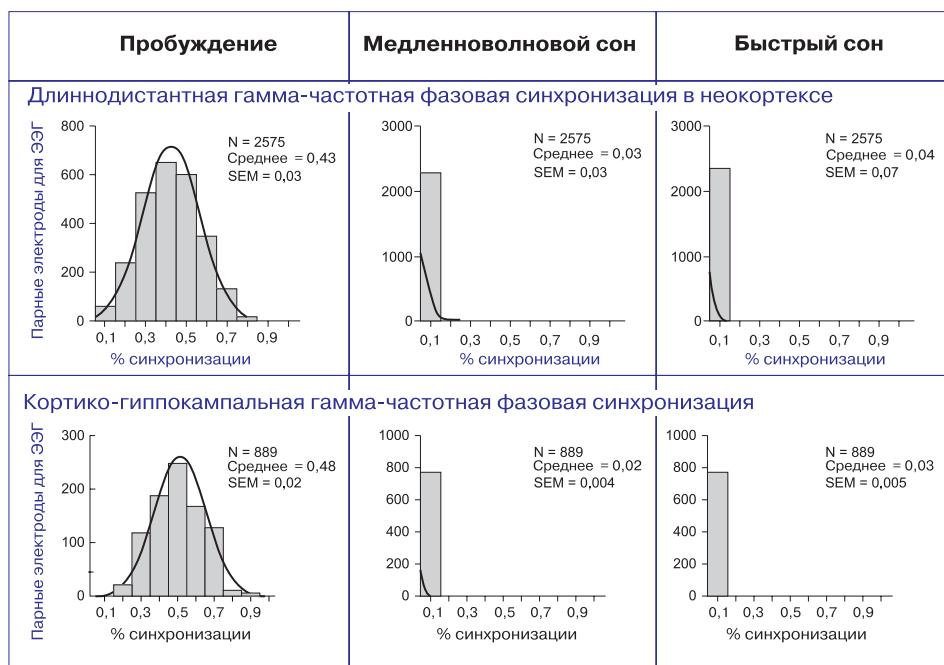 Пробуждение
Медленноволновой сон
Быстрый сон
Длиннодистантная гамма-частотная фазовая синхронизация в неокортексе
Парные электроды для ЭЭГ
800
600
400
200
0
N = 2575
Среднее = 0,43
SEM = 0,03
0,1 0,3 0,5 0,7 0,9
% синхронизации
3000
2000
1000
0
N = 2575
Среднее = 0,03
SEM = 0,03
0,1 0,3 0,5 0,7 0,9
% синхронизации
3000
2000
1000
0
N = 2575
Среднее = 0,04
SEM = 0,07
0,1 0,3 0,5 0,7 0,9
% синхронизации
Кортико-гиппокампальная гамма-частотная фазовая синхронизация
Парные электроды для ЭЭГ
300
200
100
0
N = 889
Среднее = 0,48
SEM = 0,02
0,1 0,3 0,5 0,7 0,9
% синхронизации
1000
800
600
400
200
0
N = 889
Среднее = 0,02
SEM = 0,004
0,1 0,3 0,5 0,7 0,9
% синхронизации
1000
800
600
400
200
0
N = 889
Среднее = 0,03
SEM = 0,005
0,1 0,3 0,5 0,7 0,9
% синхронизации